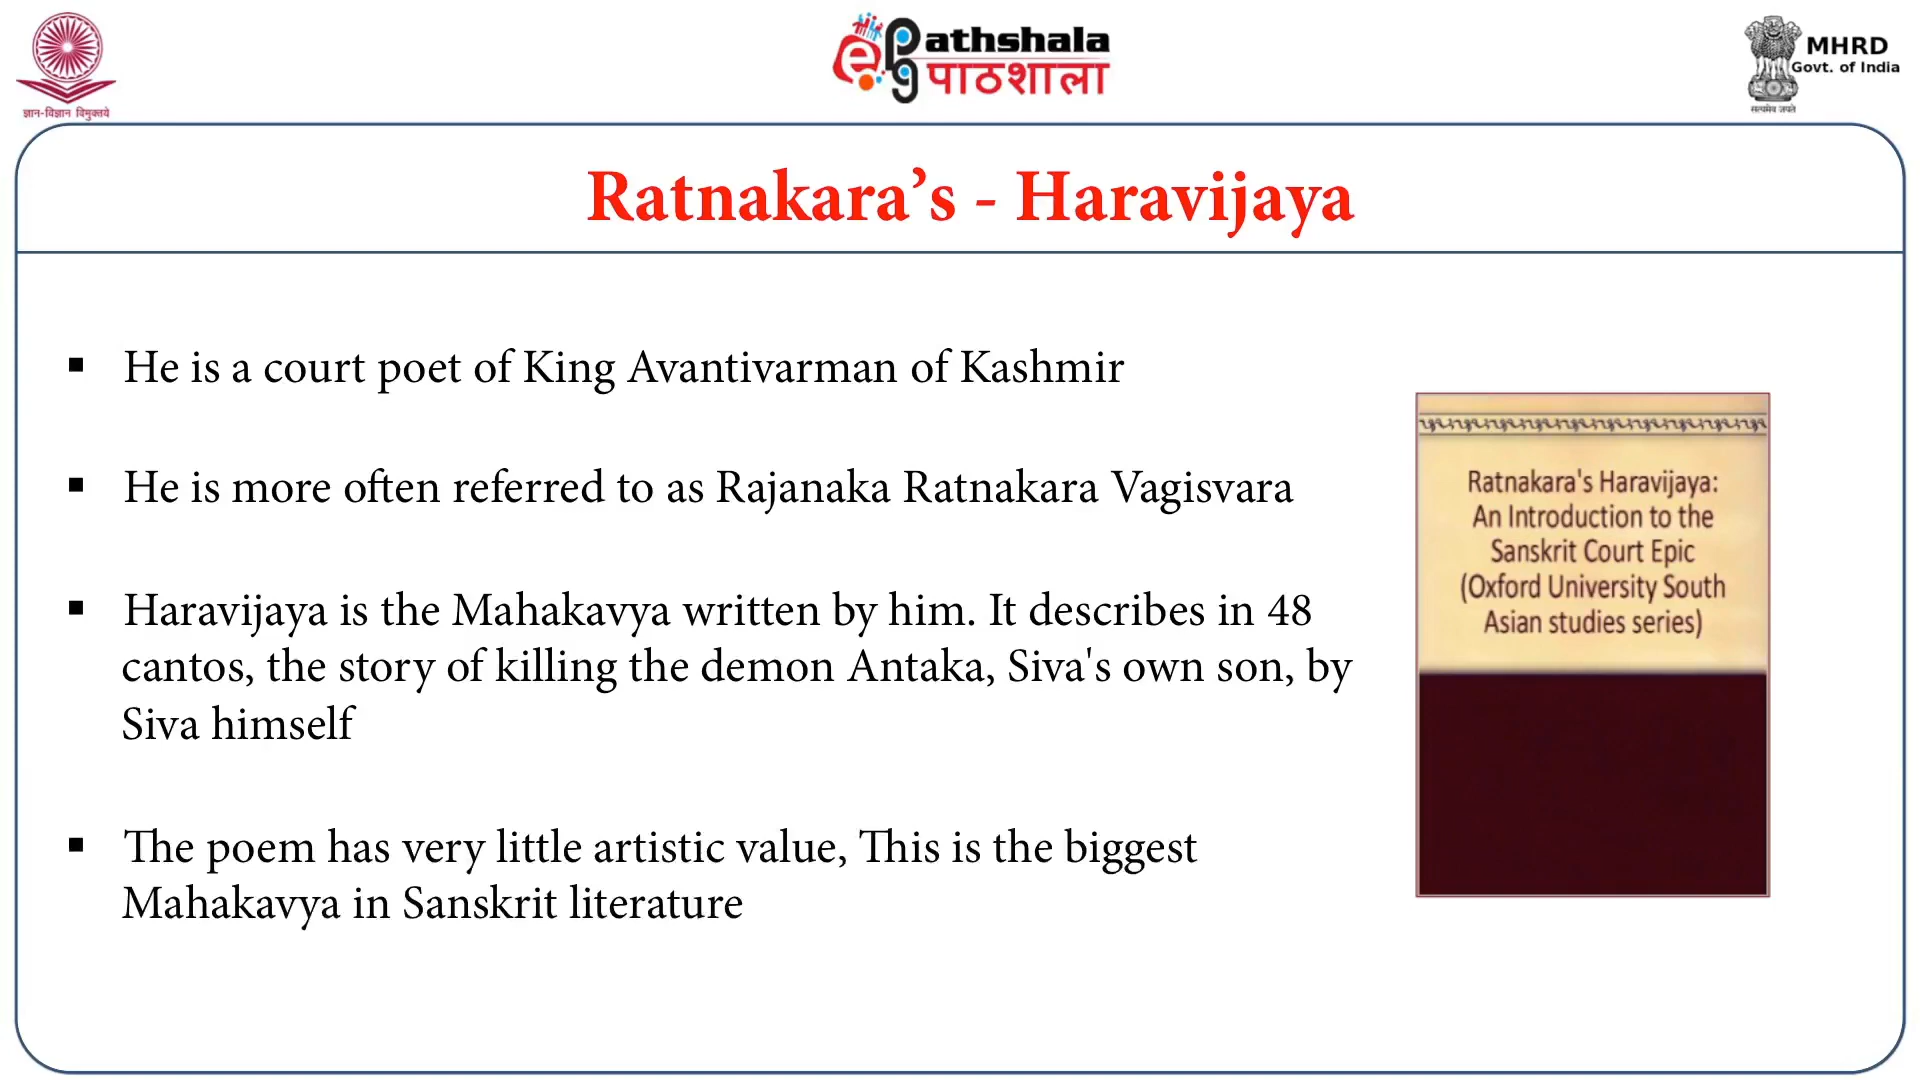 ज्ञान-विज्ञान विमुक्तये
ePathshala
पाठशाला
MHRD
Govt. of India
सत्यमेव जयते
Ratnakara’s - Haravijaya
▪ He is a court poet of King Avantivarman of Kashmir
▪ He is more often referred to as Rajanaka Ratnakara Vagisvara
▪ Haravijaya is the Mahakavya written by him. It describes in 48
cantos, the story of killing the demon Antaka, Siva's own son, by
Siva himself
▪ The poem has very little artistic value, This is the biggest
Mahakavya in Sanskrit literature
Ratnakara's Haravijaya:
An Introduction to the
Sanskrit Court Epic
(Oxford University South
Asian studies series)